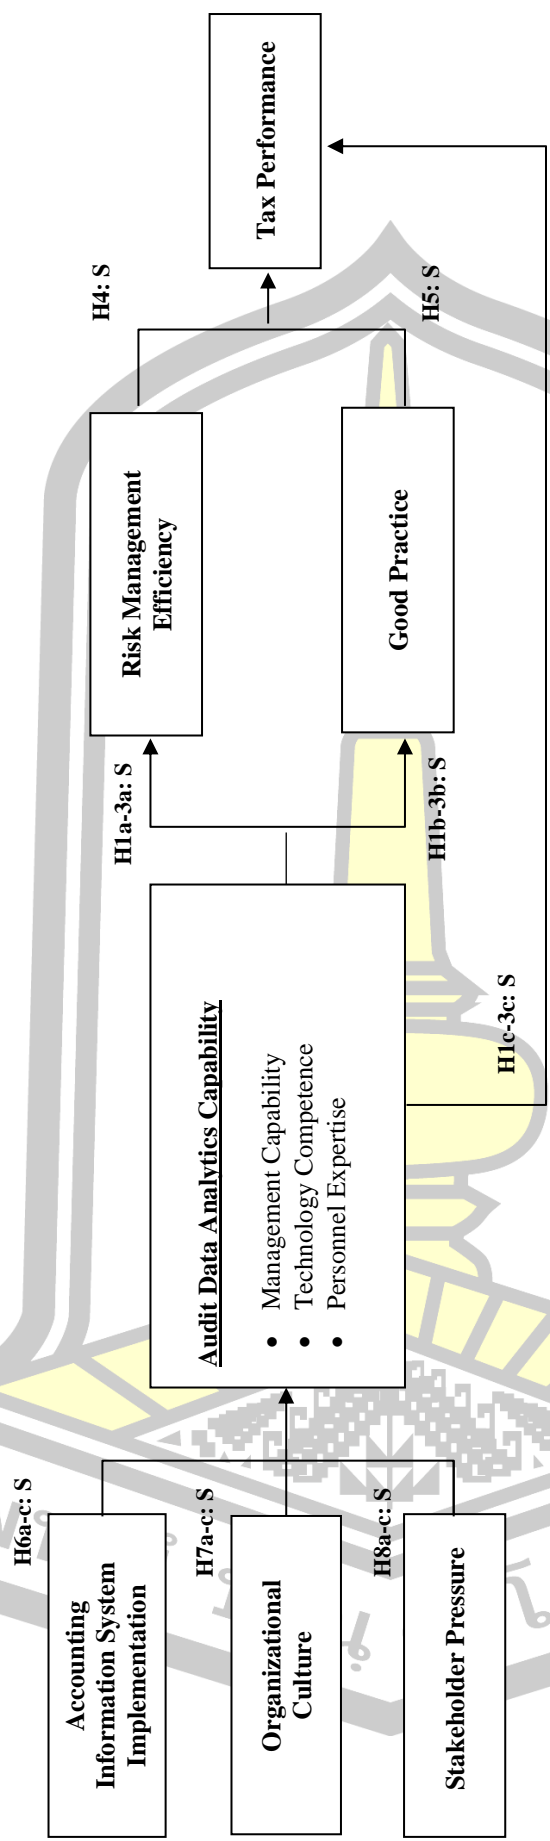 H6a-c: S
Accounting
Information System
Implementation
H7a-c: S
Organizational
Culture
H8a-c: S
Stakeholder Pressure
Audit Data Analytics Capability
• Management Capability
• Technology Competence
• Personnel Expertise
H1a-3a: S
H1b-3b: S
H1c-3c: S
Risk Management
Efficiency
Good Practice
H4: S
H5: S
Tax Performance